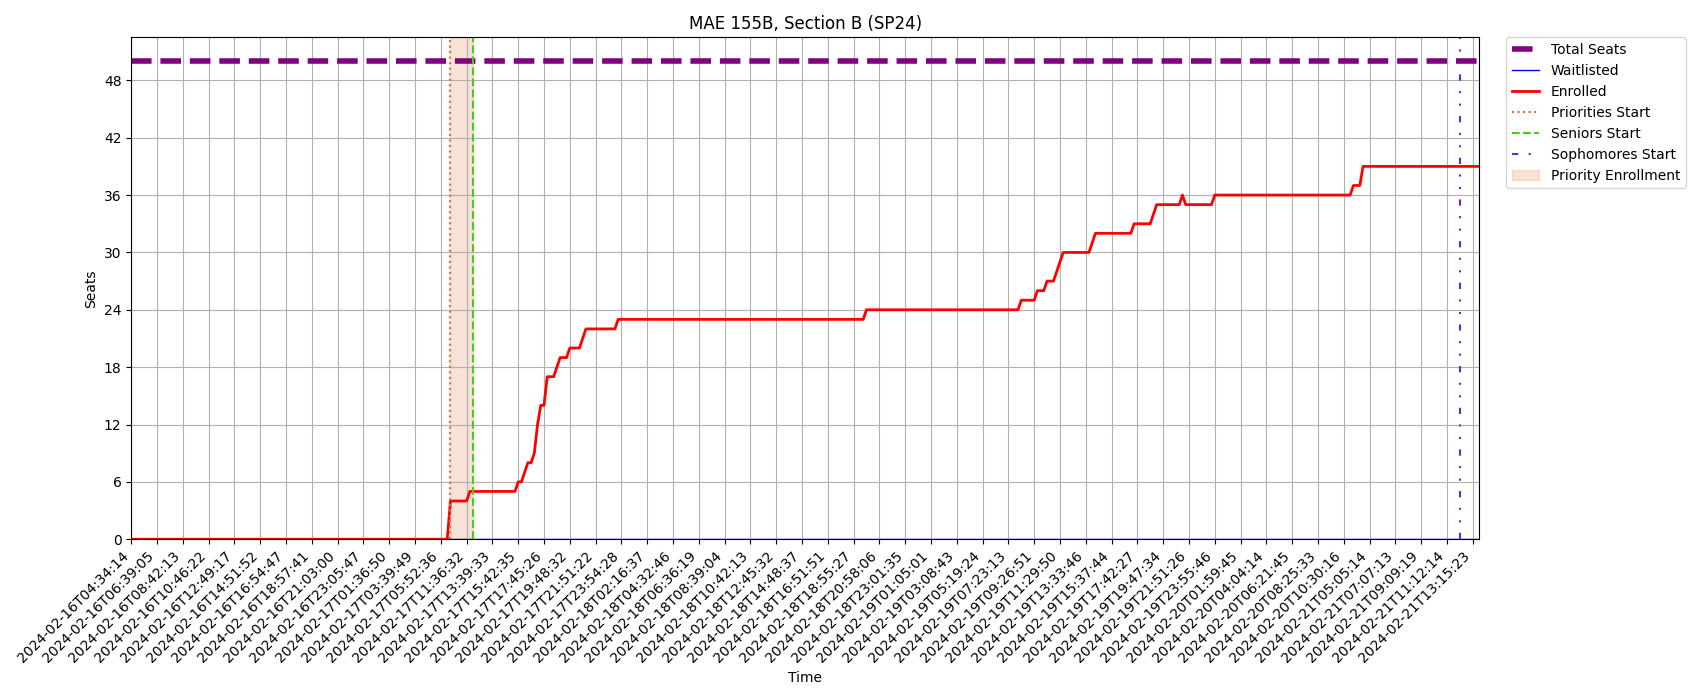 MAE 155B, Section B (SP24)
Total Seats
Waitlisted
Enrolled
Priorities Start
Seniors Start
Sophomores Start
Priority Enrollment
Seats
48
42
36
30
24
18
12
6
0
2024-02-16T04:34:14
2024-02-16T06:39:05
2024-02-16T08:42:13
2024-02-16T10:46:22
2024-02-16T12:49:17
2024-02-16T14:51:52
2024-02-16T16:54:47
2024-02-16T18:57:41
2024-02-16T21:03:00
2024-02-16T23:05:47
2024-02-17T01:36:50
2024-02-17T03:39:49
2024-02-17T05:52:36
2024-02-17T11:36:32
2024-02-17T13:39:33
2024-02-17T15:42:35
2024-02-17T17:45:26
2024-02-17T19:48:32
2024-02-17T21:51:22
2024-02-17T23:54:28
2024-02-18T02:16:37
2024-02-18T04:32:46
2024-02-18T06:36:19
2024-02-18T08:39:04
2024-02-18T10:42:13
2024-02-18T12:45:32
2024-02-18T14:48:37
2024-02-18T16:51:51
2024-02-18T18:55:27
2024-02-18T20:58:06
2024-02-18T23:01:35
2024-02-19T01:05:01
2024-02-19T03:08:43
2024-02-19T05:19:24
2024-02-19T07:23:13
2024-02-19T09:26:51
2024-02-19T11:29:50
2024-02-19T13:33:46
2024-02-19T15:37:44
2024-02-19T17:42:27
2024-02-19T19:47:34
2024-02-19T21:51:26
2024-02-19T23:55:46
2024-02-20T01:59:45
2024-02-20T04:04:14
2024-02-20T06:21:45
2024-02-20T08:25:33
2024-02-20T10:30:16
2024-02-21T05:05:14
2024-02-21T07:07:13
2024-02-21T09:09:19
2024-02-21T11:12:14
2024-02-21T13:15:23
Time